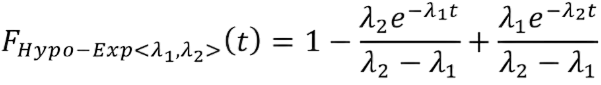 F_{Hypo-Exp<λ_1,λ_2>}(t) = 1 - \frac{λ_2 e^{-λ_1 t}}{λ_2 - λ_1} + \frac{λ_1 e^{-λ_2 t}}{λ_2 - λ_1}